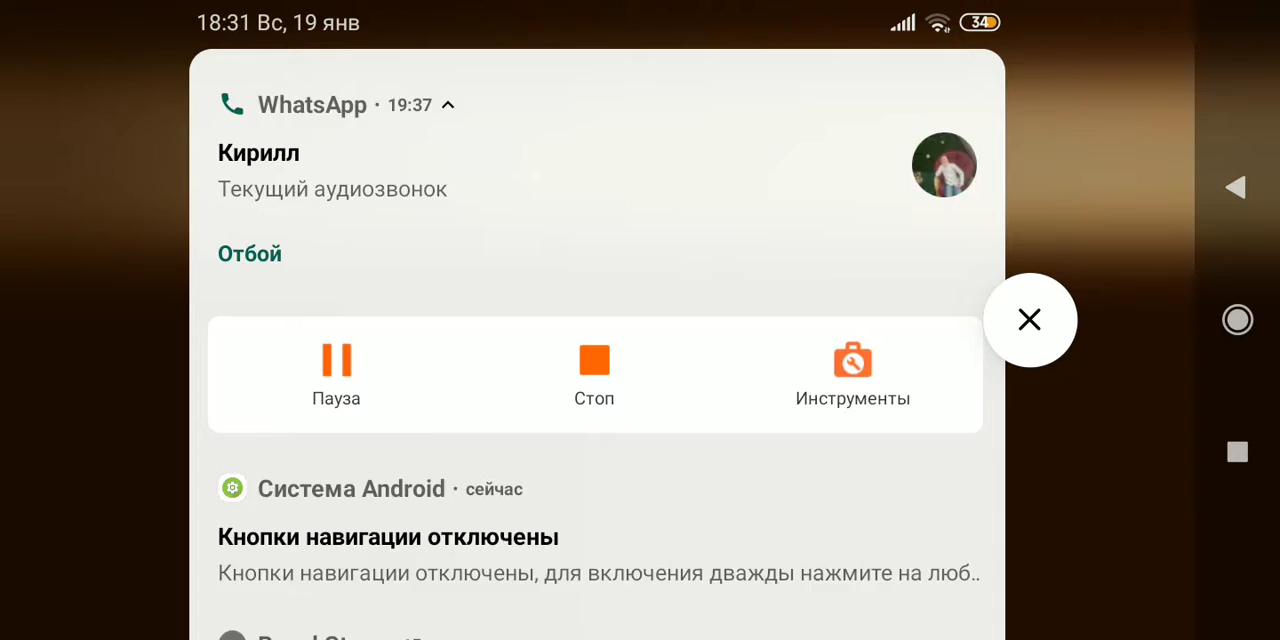 18:31 Вс, 19 янв
34
WhatsApp · 19:37
Кирилл
Текущий аудиозвонок
Отбой
Пауза
Стоп
Инструменты
Система Android · сейчас
Кнопки навигации отключены
Кнопки навигации отключены, для включения дважды нажмите на люб..